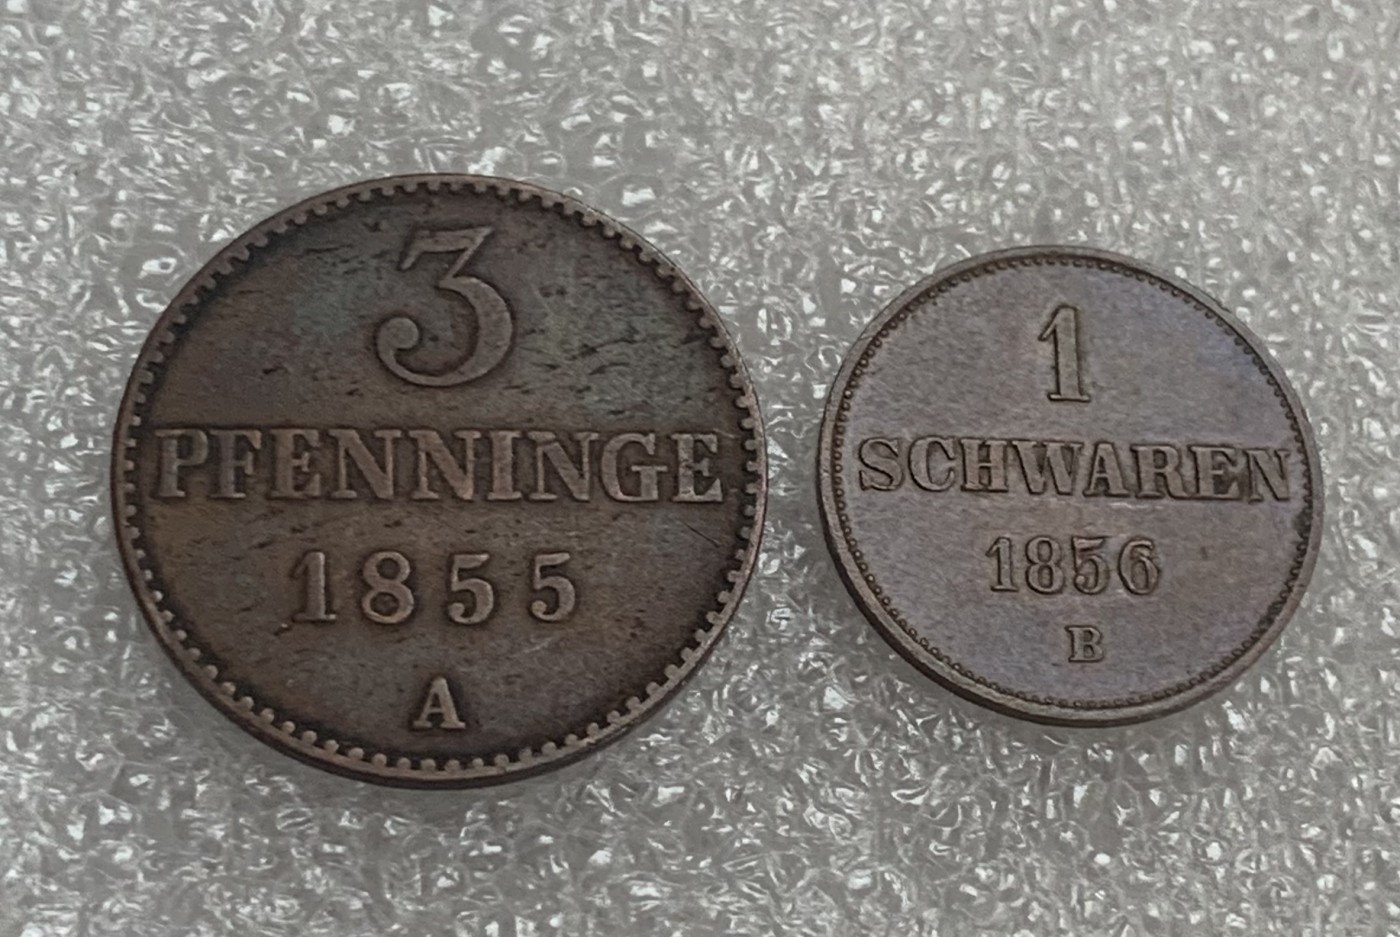 3
PFENNINGE
1855
A
1
SCHWAREN
1856
B